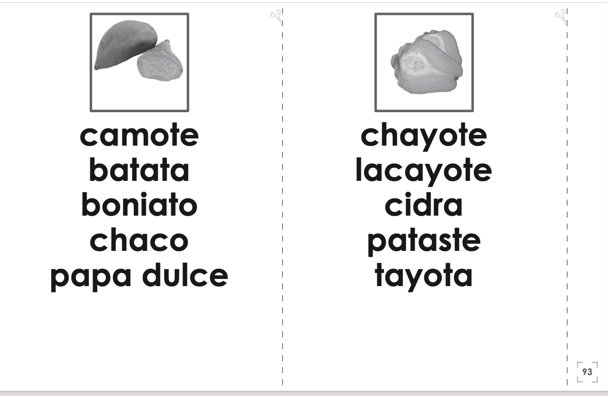 camote
batata
boniato
chaco
papa dulce
chayote
lacayote
cidra
pataste
tayota
93